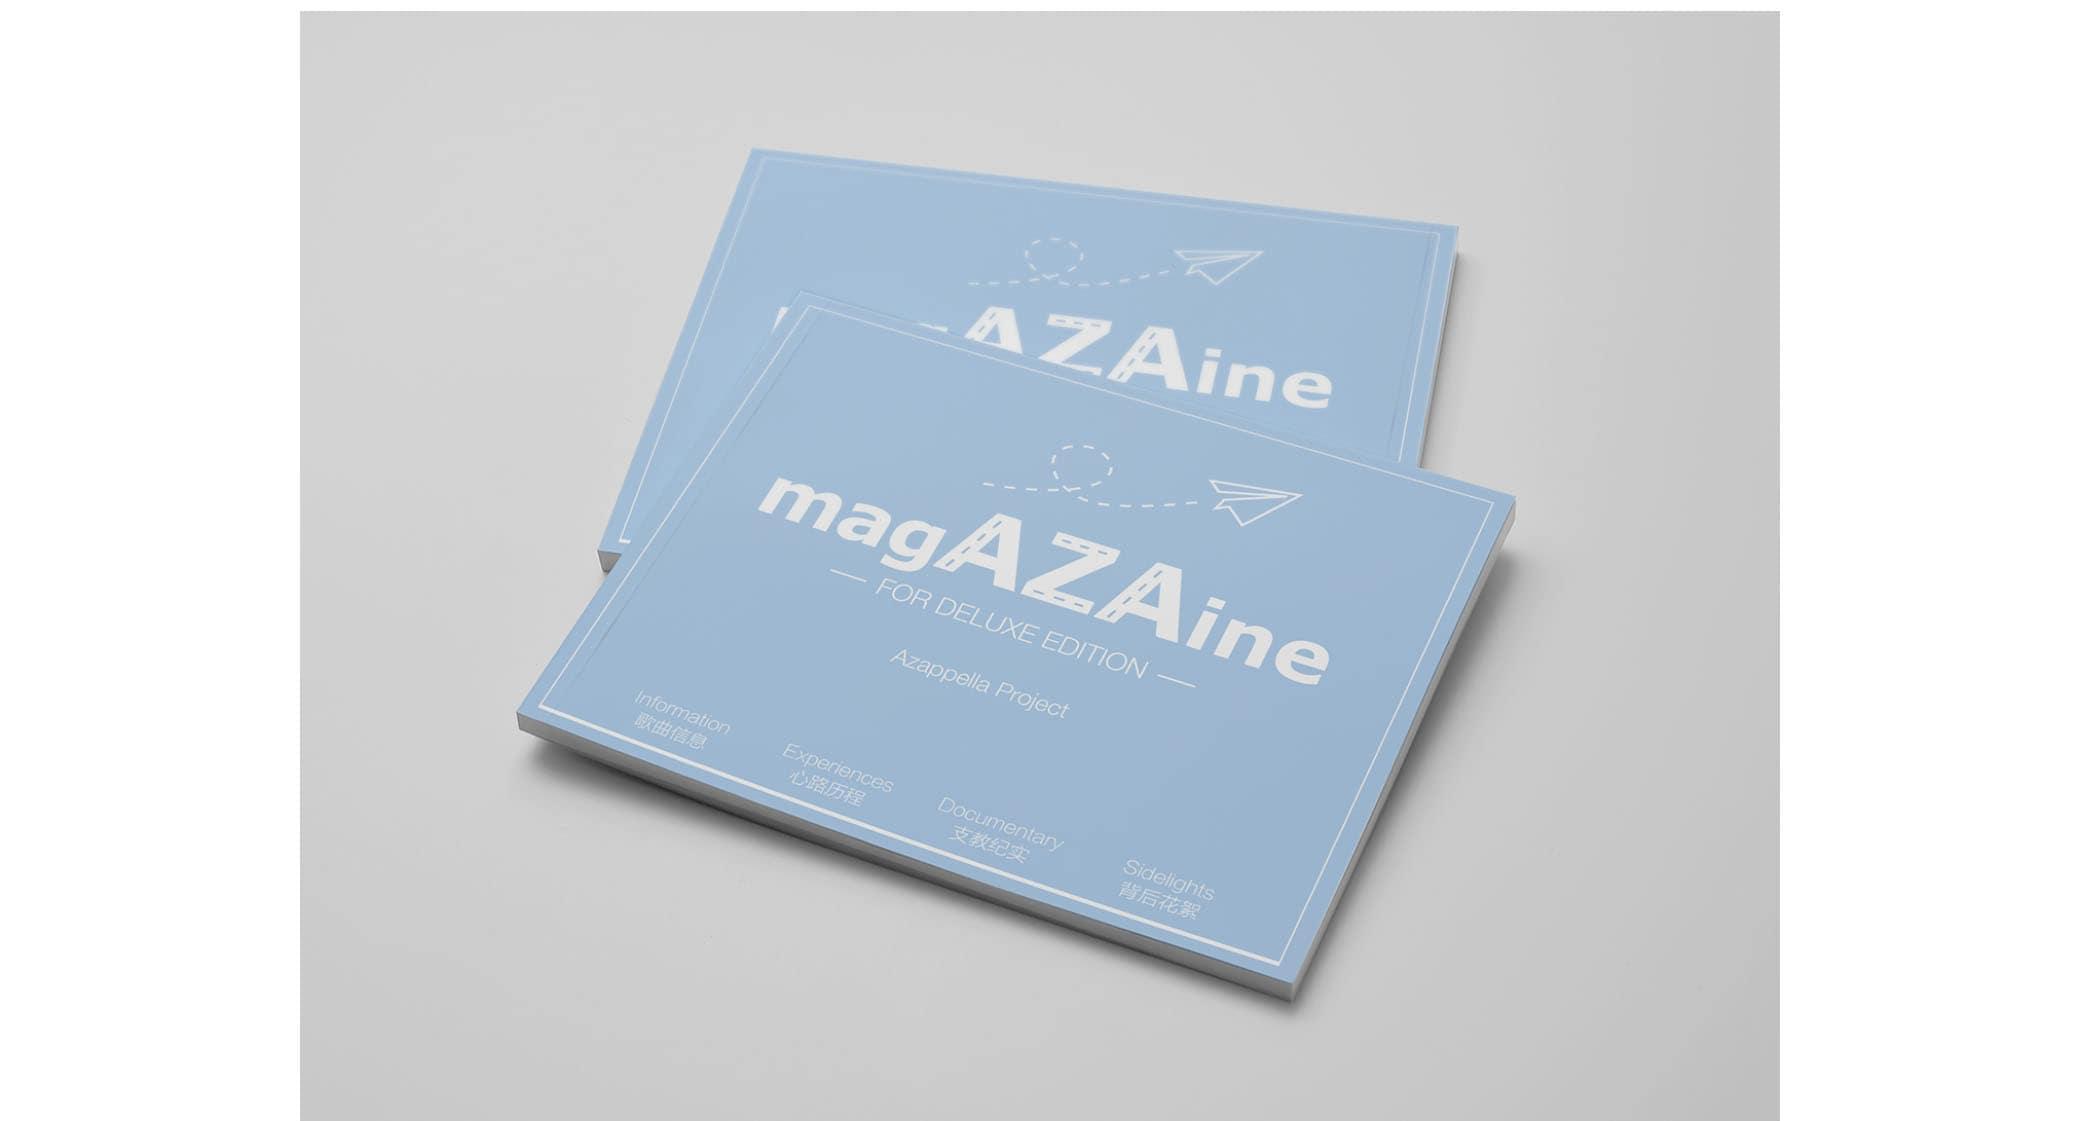 AZAine
magAZAine
FOR DELUXE EDITION
Azappella Project
Information
歌曲信息
Experiences
心路历程
Documentary
支教纪实
Sidelights
背后花絮